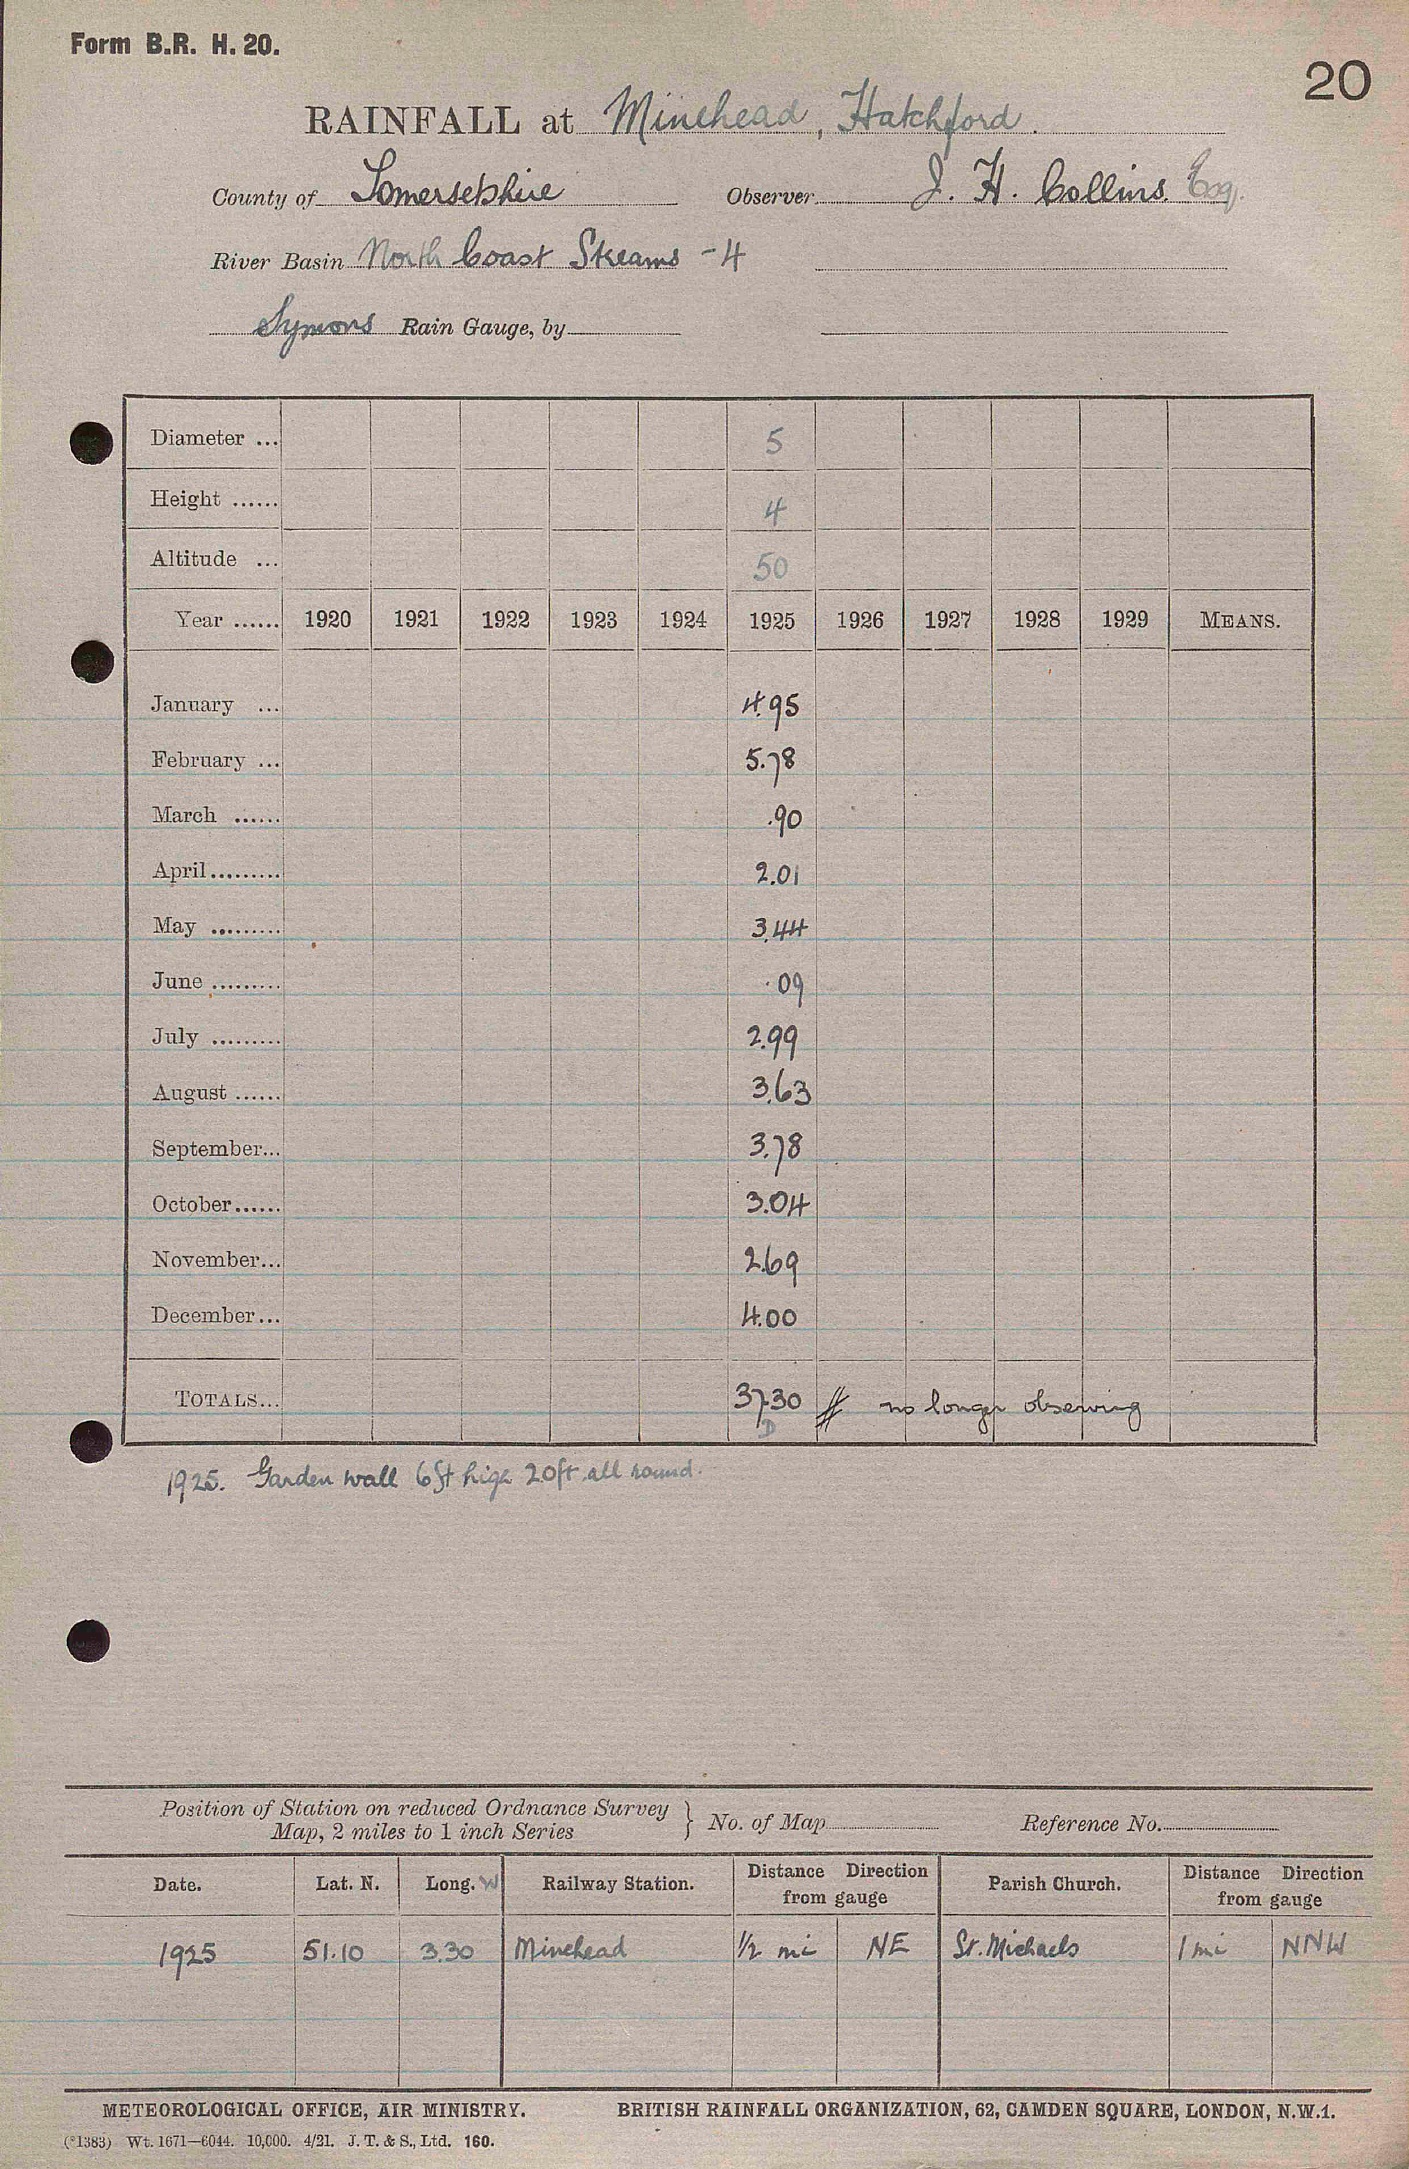 Form B.R. H. 20.
20
RAINFALL at Minehead, Hatchford.
County of Somersetshire Observer J. H. Collins. Esq.
River Basin North Coast Streams - 4
Symons Rain Gauge, by
Diameter ... 5
Height ...... 4
Altitude ... 50
Year ...... 1920 1921 1922 1923 1924 1925 1926 1927 1928 1929 MEANS.
January ... 4.95
February ... 5.78
March ...... .90
April......... 2.01
May ......... 3.44
June ......... .09
July ......... 2.99
August ...... 3.63
September... 3.78
October...... 3.04
November... 2.69
December... 4.00
TOTALS... 37.30 // no longer observing
D
1925. Garden wall 6ft high 20ft all round.
Position of Station on reduced Ordnance Survey
Map, 2 miles to 1 inch Series } No. of Map Reference No.
Date. Lat. N. Long. W Railway Station. Distance Direction from gauge Parish Church. Distance Direction from gauge
1925 51.10 3.30 Minehead 1/2 mi NE St. Michaels 1 mi NNW
METEOROLOGICAL OFFICE, AIR MINISTRY. BRITISH RAINFALL ORGANIZATION, 62, CAMDEN SQUARE, LONDON, N.W.1.
(*1383) Wt. 1671—6044. 10,000. 4/21. J. T. & S., Ltd. 160.